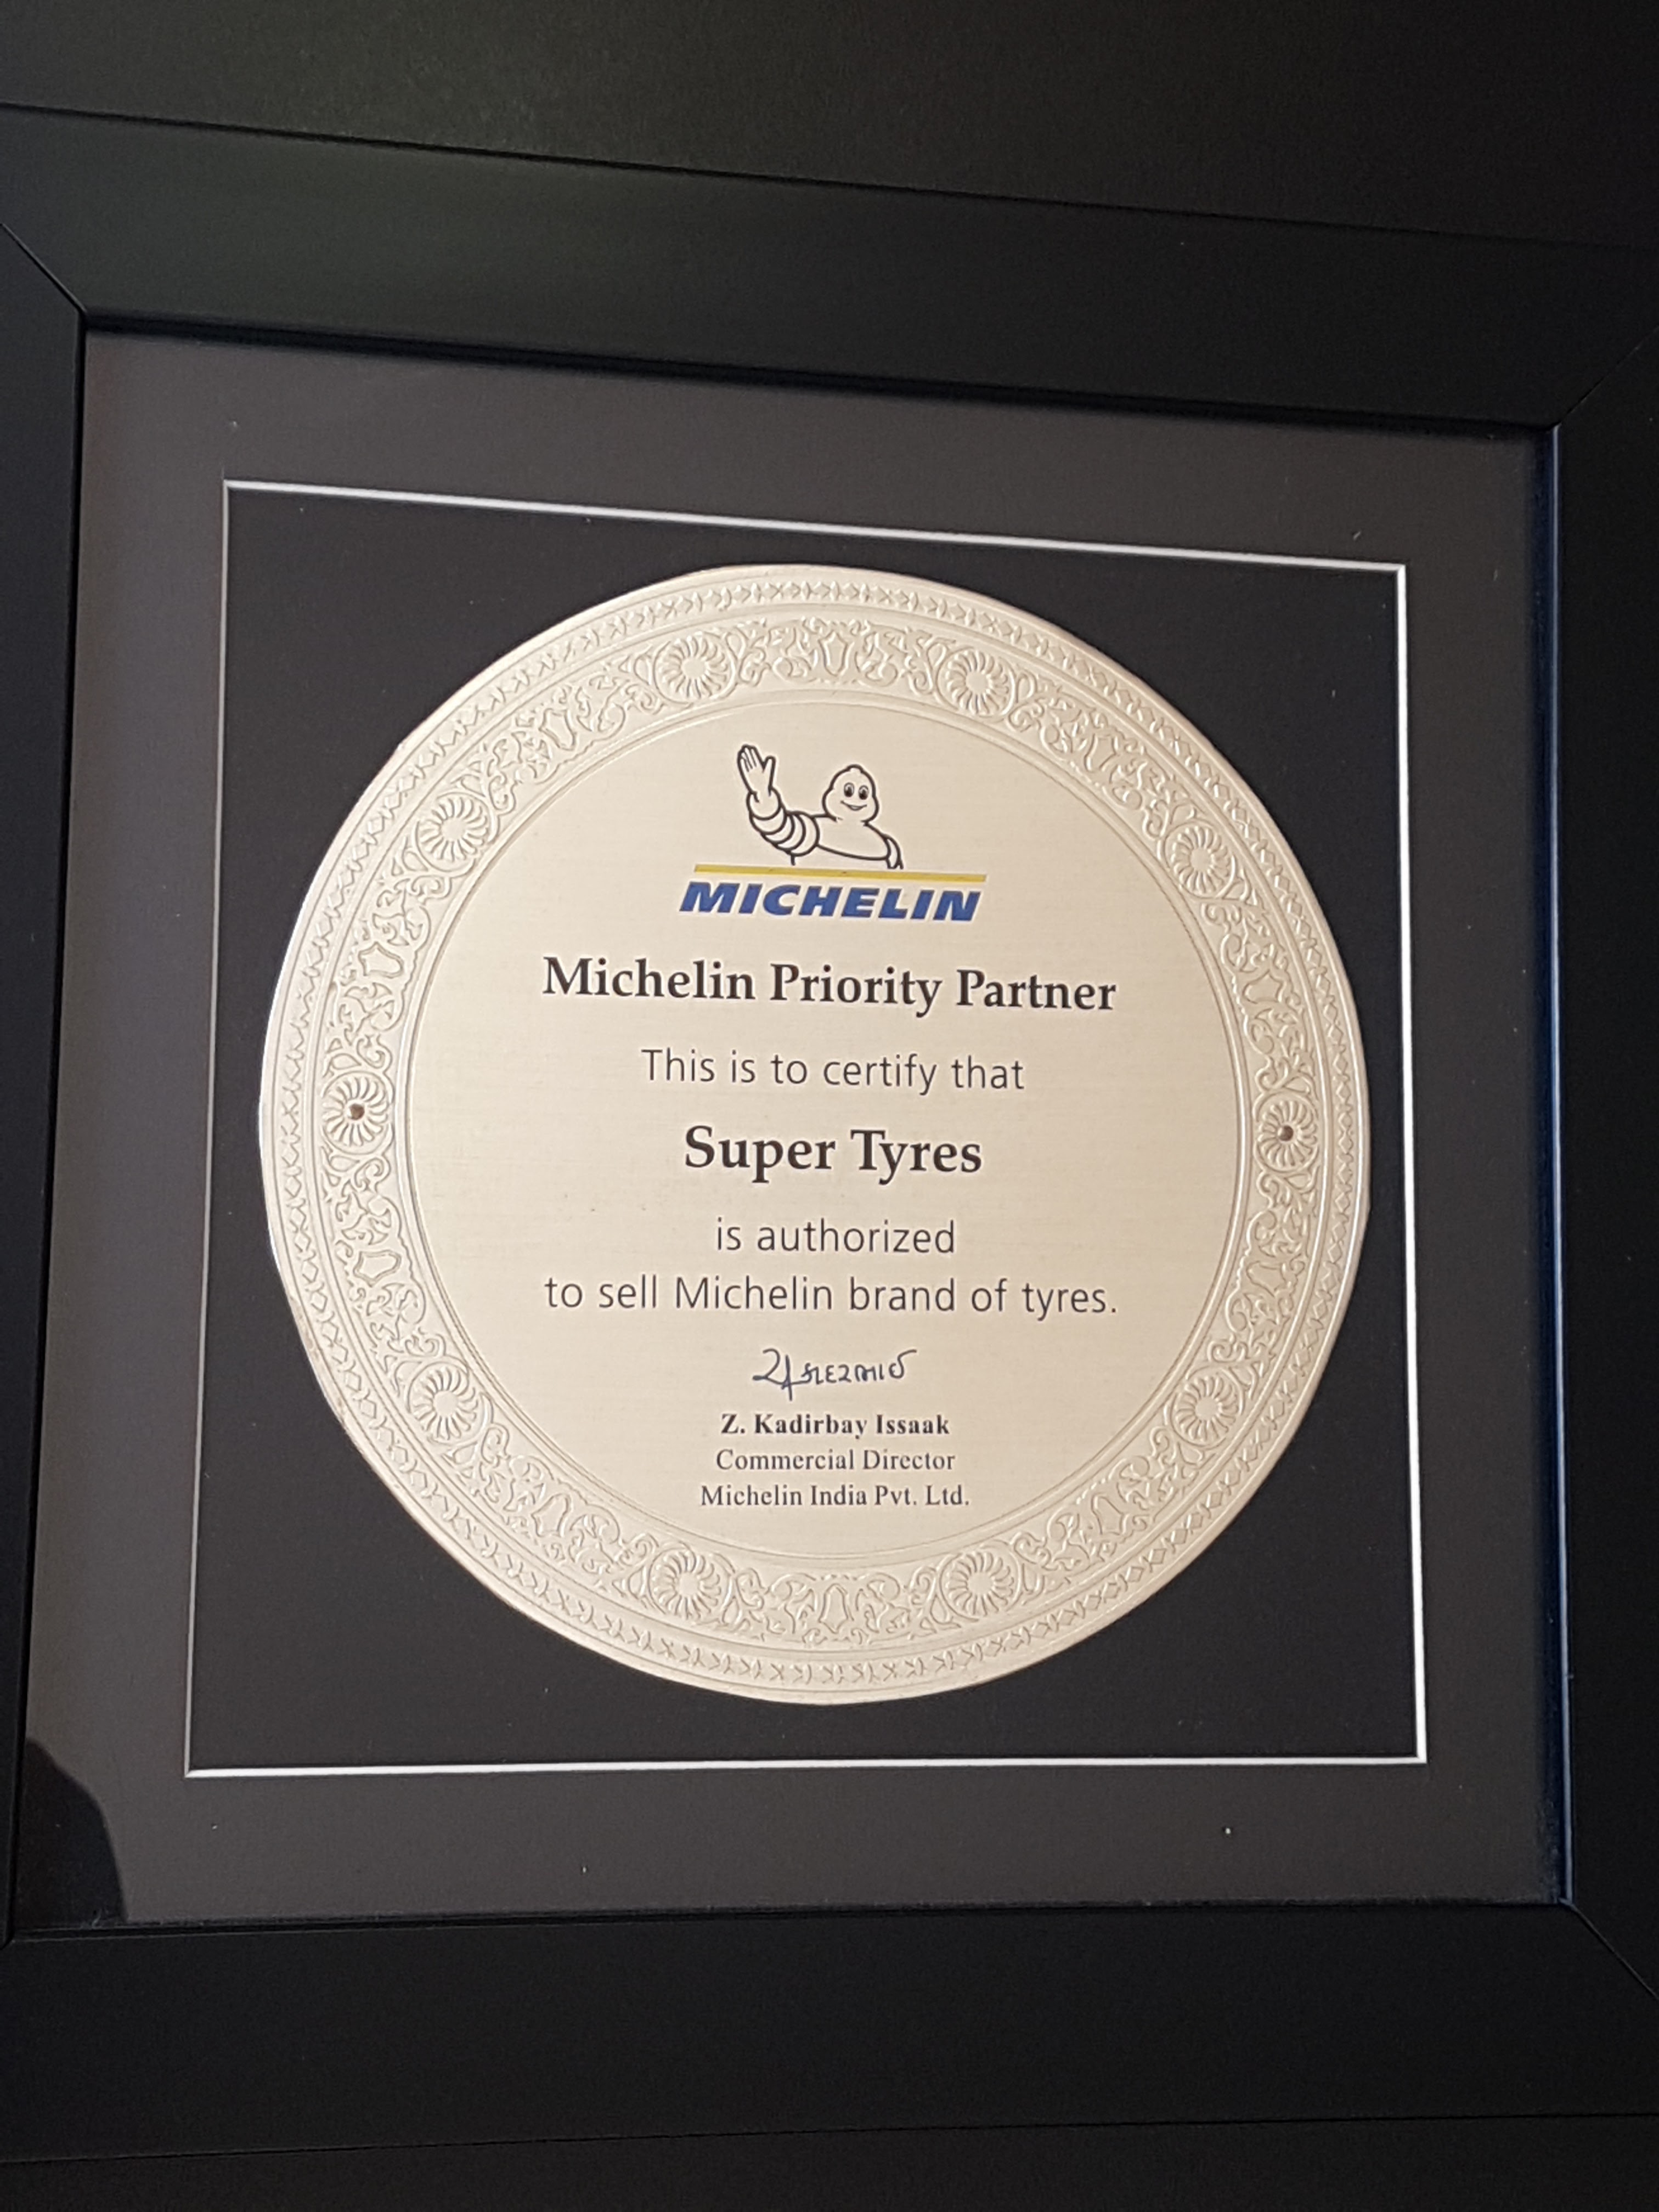 MICHELIN
Michelin Priority Partner
This is to certify that
Super Tyres
is authorized
to sell Michelin brand of tyres.
Z. Kadirbay Issaak
Commercial Director
Michelin India Pvt. Ltd.